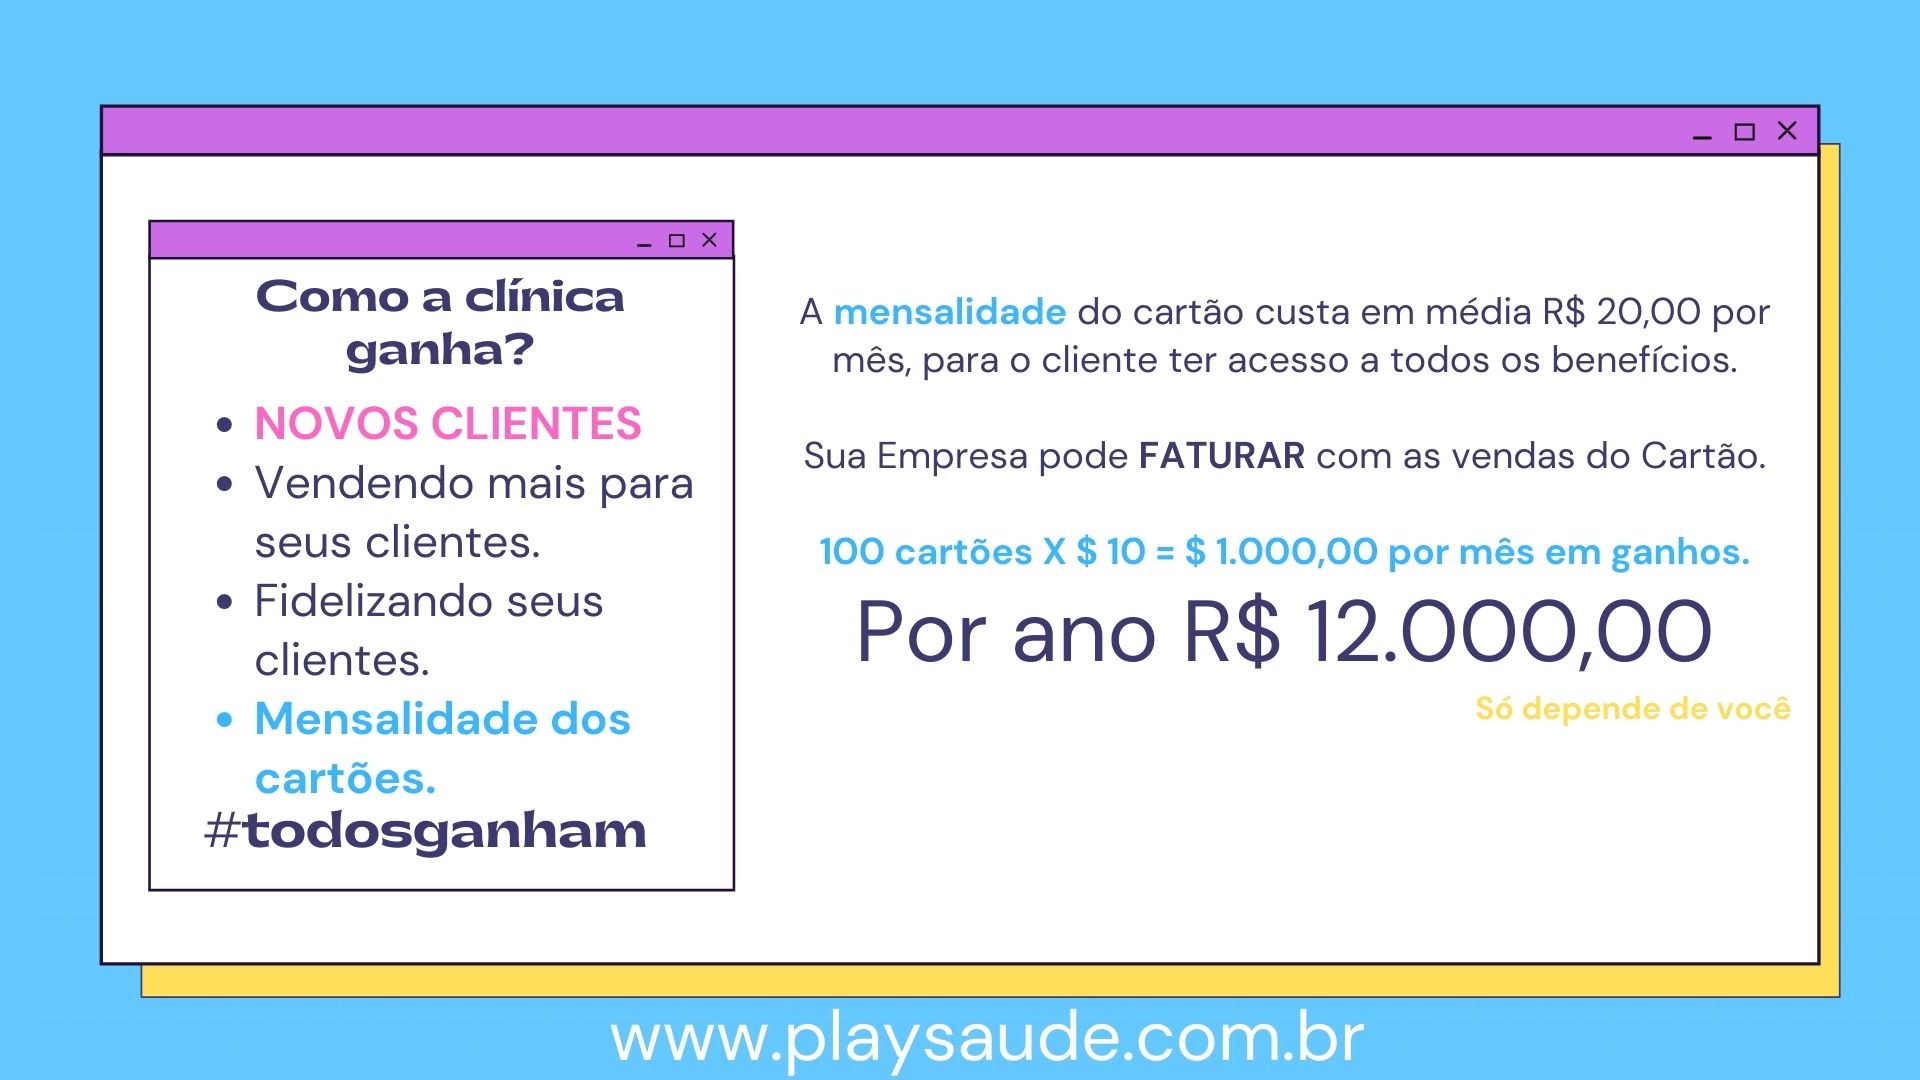 Como a clínica
ganha?
NOVOS CLIENTES
Vendendo mais para
seus clientes.
Fidelizando seus
clientes.
Mensalidade dos
cartões.
#todosganham
A mensalidade do cartão custa em média R$ 20,00 por
mês, para o cliente ter acesso a todos os benefícios.
Sua Empresa pode FATURAR com as vendas do Cartão.
100 cartões X $ 10 = $ 1.000,00 por mês em ganhos.
Por ano R$ 12.000,00
Só depende de você
www.playsaude.com.br